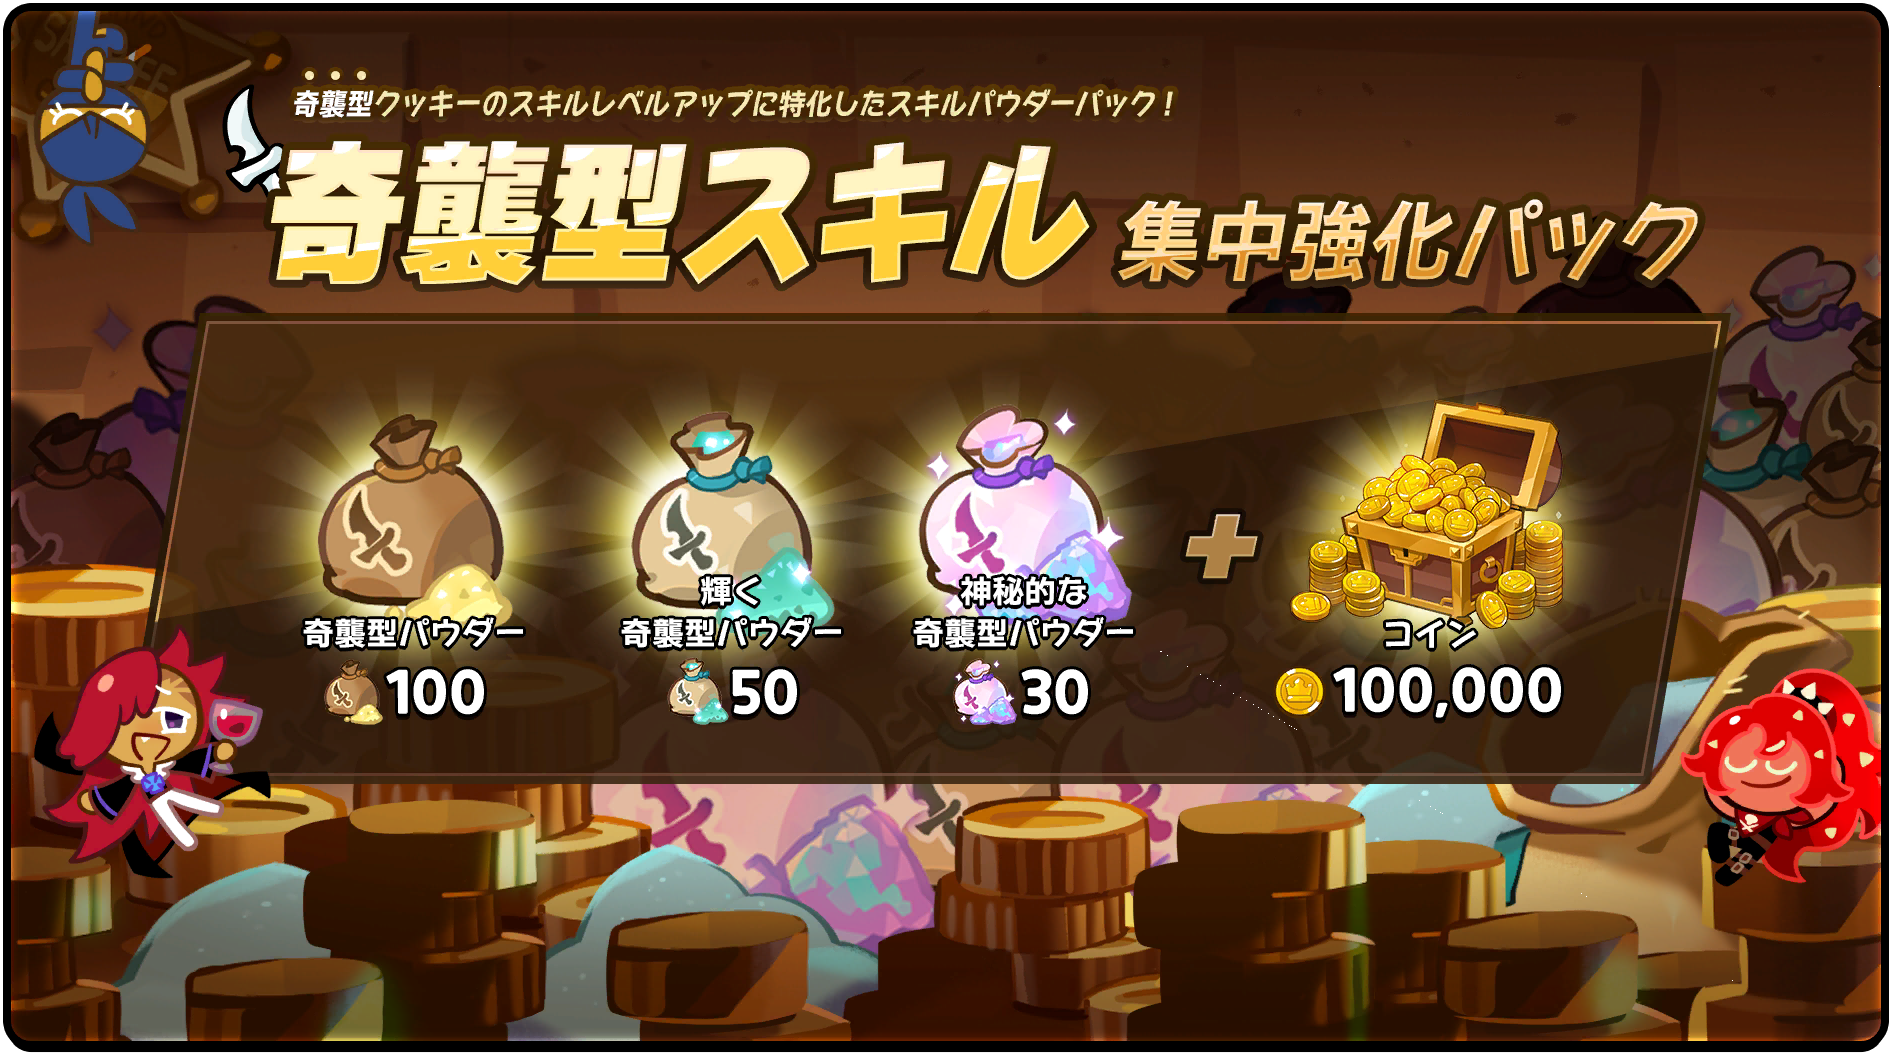 奇襲型クッキーのスキルレベルアップに特化したスキルパウダーパック！
奇襲型スキル 集中強化パック
奇襲型パウダー
100
輝く
奇襲型パウダー
50
神秘的な
奇襲型パウダー
30
コイン
100,000